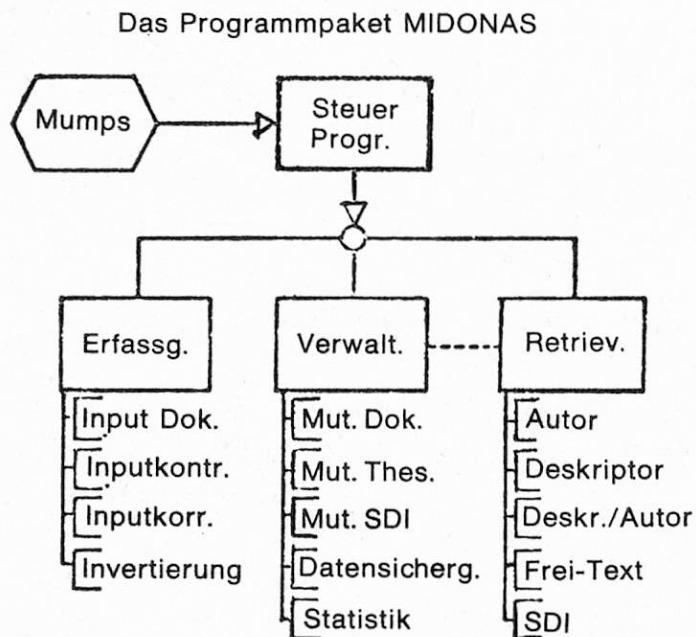 Das Programmpaket MIDONAS
Mumps
Steuer
Progr.
Erfassg.
Verwalt.
Retriev.
Input Dok.
Inputkontr.
Inputkorr.
Invertierung
Mut. Dok.
Mut. Thes.
Mut. SDI
Datensicherg.
Statistik
Autor
Deskriptor
Deskr./Autor
Frei-Text
SDI